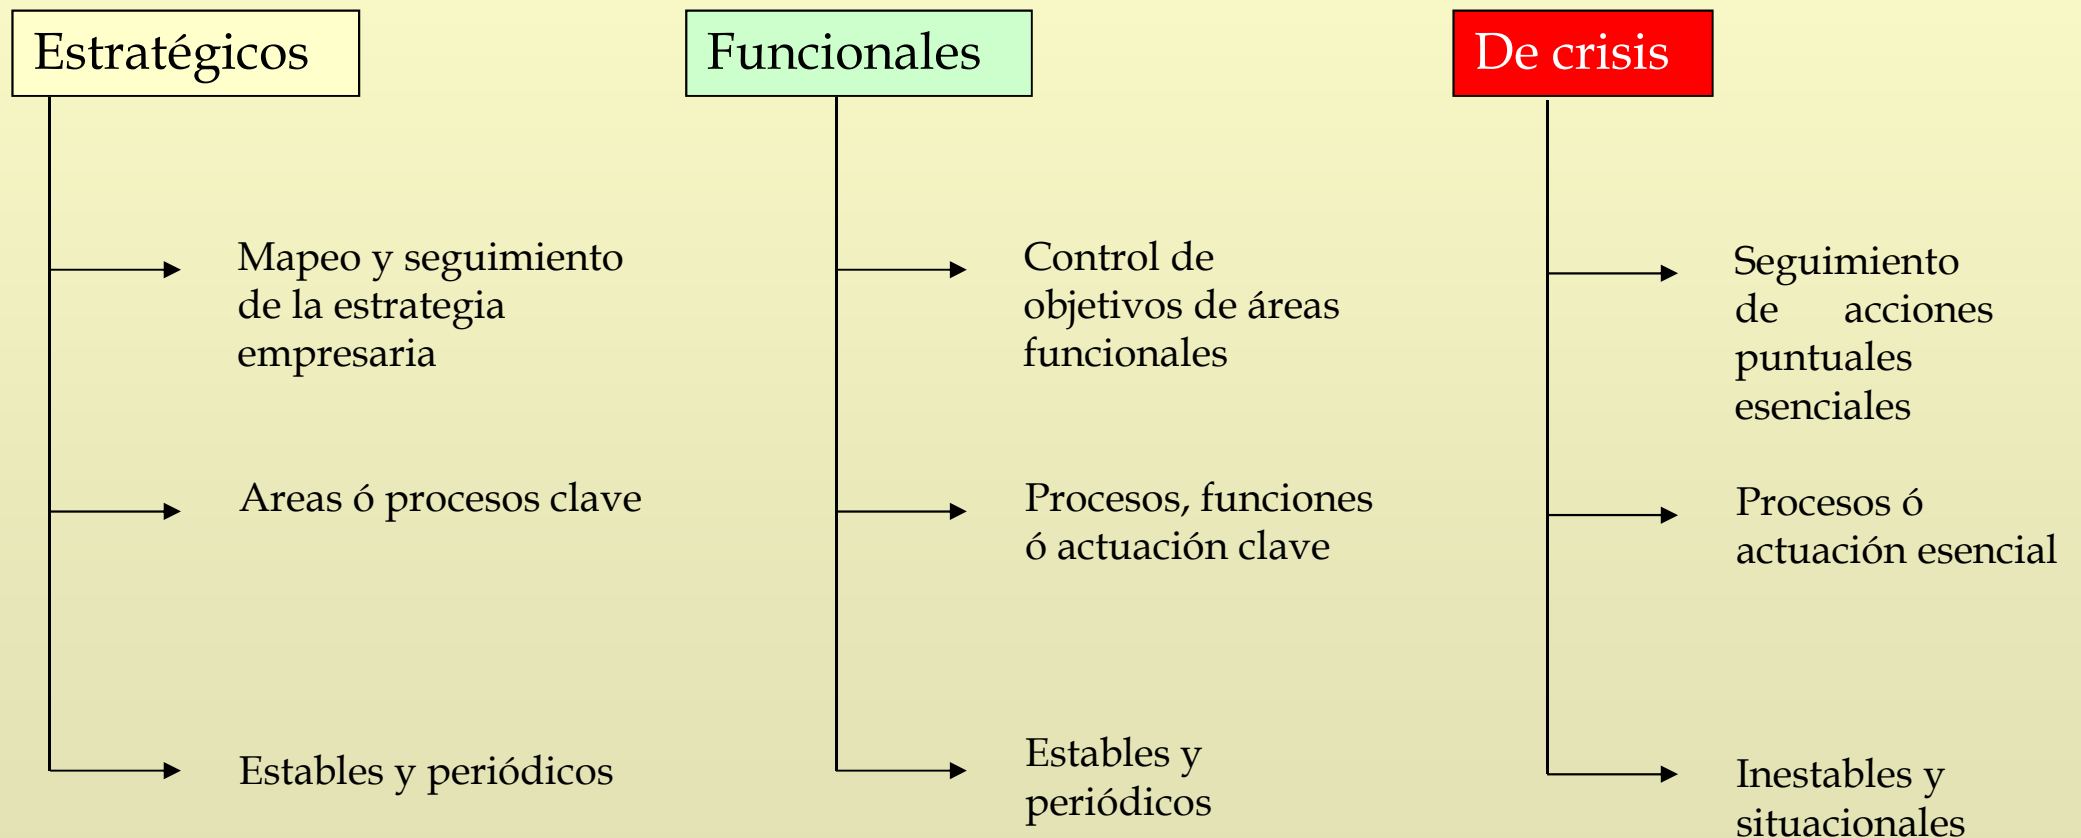 Estratégicos
Mapeo y seguimiento
de la estrategia
empresaria
Areas ó procesos clave
Estables y periódicos
Funcionales
Control de
objetivos de áreas
funcionales
Procesos, funciones
ó actuación clave
Estables y
periódicos
De crisis
Seguimiento
de acciones
puntuales
esenciales
Procesos ó
actuación esencial
Inestables y
situacionales